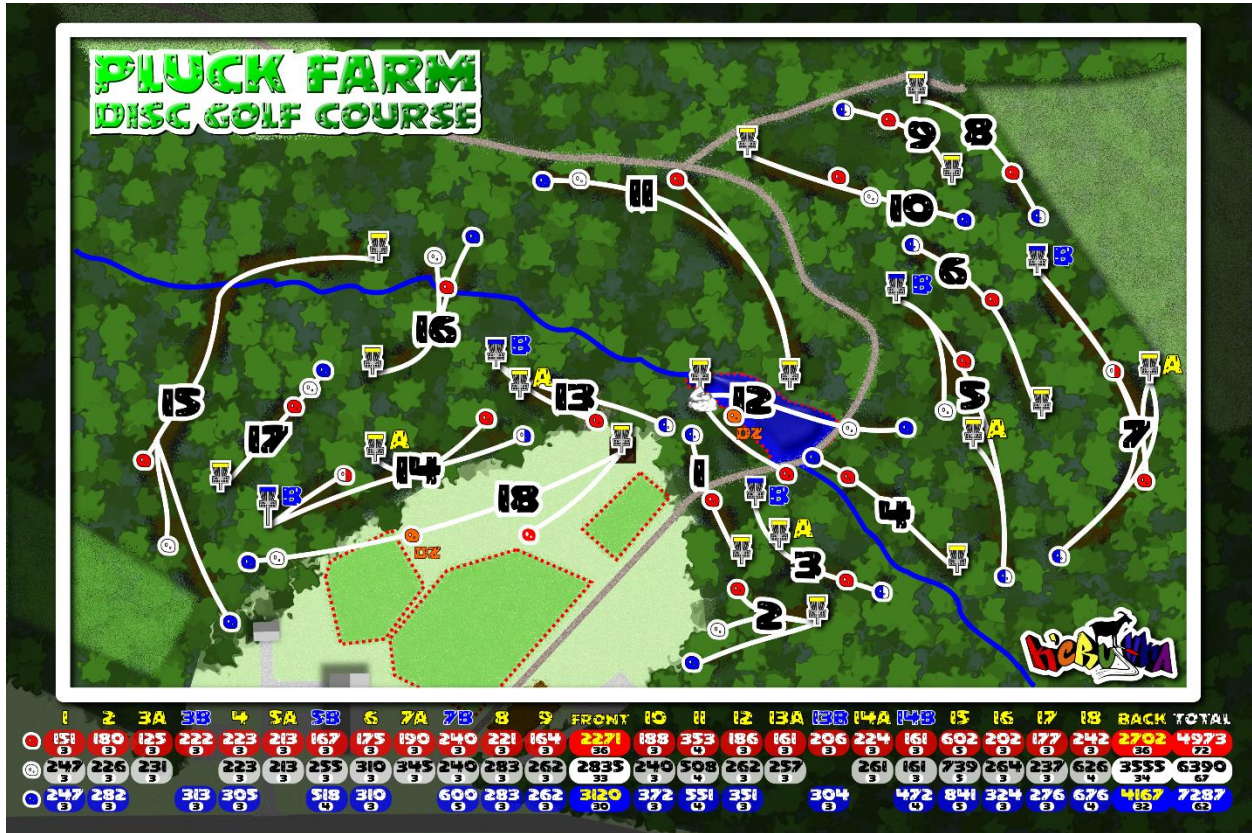 PLUCK FARM
DISC GOLF COURSE
8
9
11
10
B
6
B
16
B
A
A
15
13
12
5
DZ
A
7
17
A
14
1
B
18
B
A
4
DZ
3
2
K'CRUNKA
1 2 3A 3B 4 5A 5B 6 7A 7B 8 9 FRONT 10 11 12 13A 13B 14A 14B 15 16 17 18 BACK TOTAL
151 180 125 222 223 213 167 175 190 240 221 164 2271 188 353 186 161 206 224 161 602 202 177 242 2702 4973
3 3 3 3 3 3 3 3 3 3 3 3 36 3 4 3 3 3 3 3 5 3 3 3 36 72
247 226 231 223 213 255 310 345 240 283 262 2835 240 508 262 257 261 161 739 264 237 626 3555 6390
3 3 3 3 3 3 3 3 3 3 3 33 3 4 3 3 3 3 5 3 3 4 34 67
247 282 313 305 518 310 600 283 262 3120 372 551 351 304 472 841 324 276 676 4167 7287
3 3 3 3 4 3 5 3 3 30 3 4 3 3 4 5 3 3 4 32 62